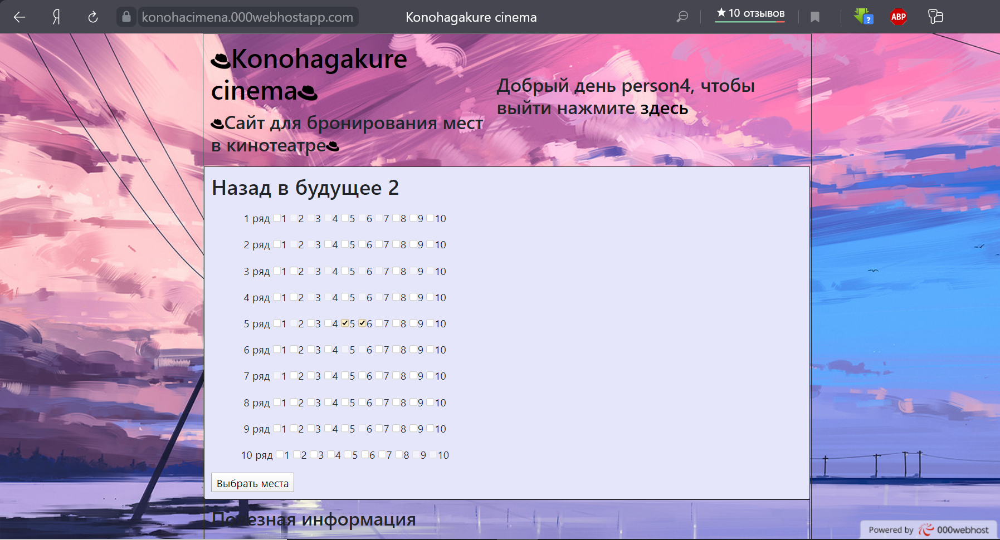 Я
konohacimena.000webhostapp.com
Konohagakure cinema
★10 отзывов
?
ABP
Konohagakure
cinema
Сайт для бронирования мест
в кинотеатре
Добрый день person4, чтобы
выйти нажмите здесь
Назад в будущее 2
1 ряд 1 2 3 4 5 6 7 8 9 10
2 ряд 1 2 3 4 5 6 7 8 9 10
3 ряд 1 2 3 4 5 6 7 8 9 10
4 ряд 1 2 3 4 5 6 7 8 9 10
5 ряд 1 2 3 4 5 6 7 8 9 10
6 ряд 1 2 3 4 5 6 7 8 9 10
7 ряд 1 2 3 4 5 6 7 8 9 10
8 ряд 1 2 3 4 5 6 7 8 9 10
9 ряд 1 2 3 4 5 6 7 8 9 10
10 ряд 1 2 3 4 5 6 7 8 9 10
Выбрать места
Полезная информация
Powered by 000webhost